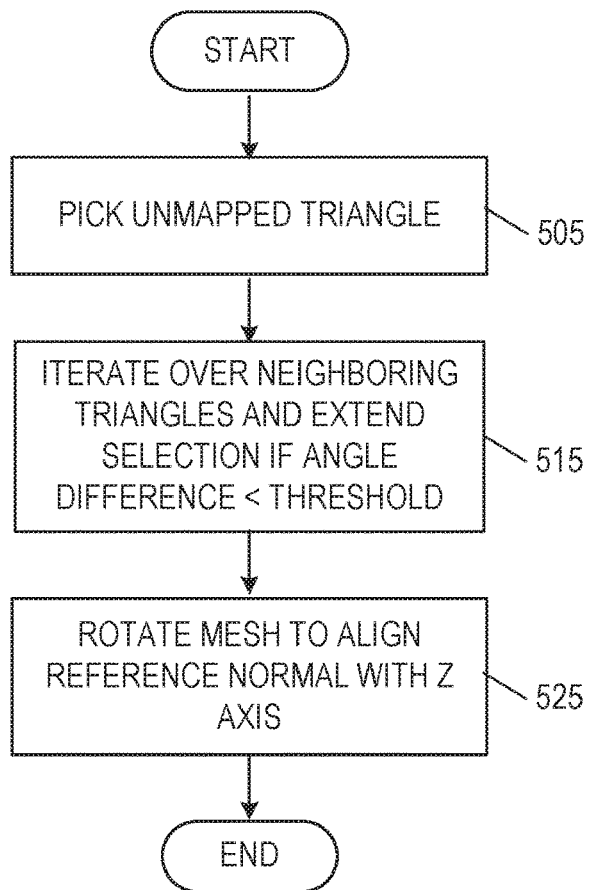 START
PICK UNMAPPED TRIANGLE
505
ITERATE OVER NEIGHBORING
TRIANGLES AND EXTEND
SELECTION IF ANGLE
DIFFERENCE < THRESHOLD
515
ROTATE MESH TO ALIGN
REFERENCE NORMAL WITH Z
AXIS
525
END